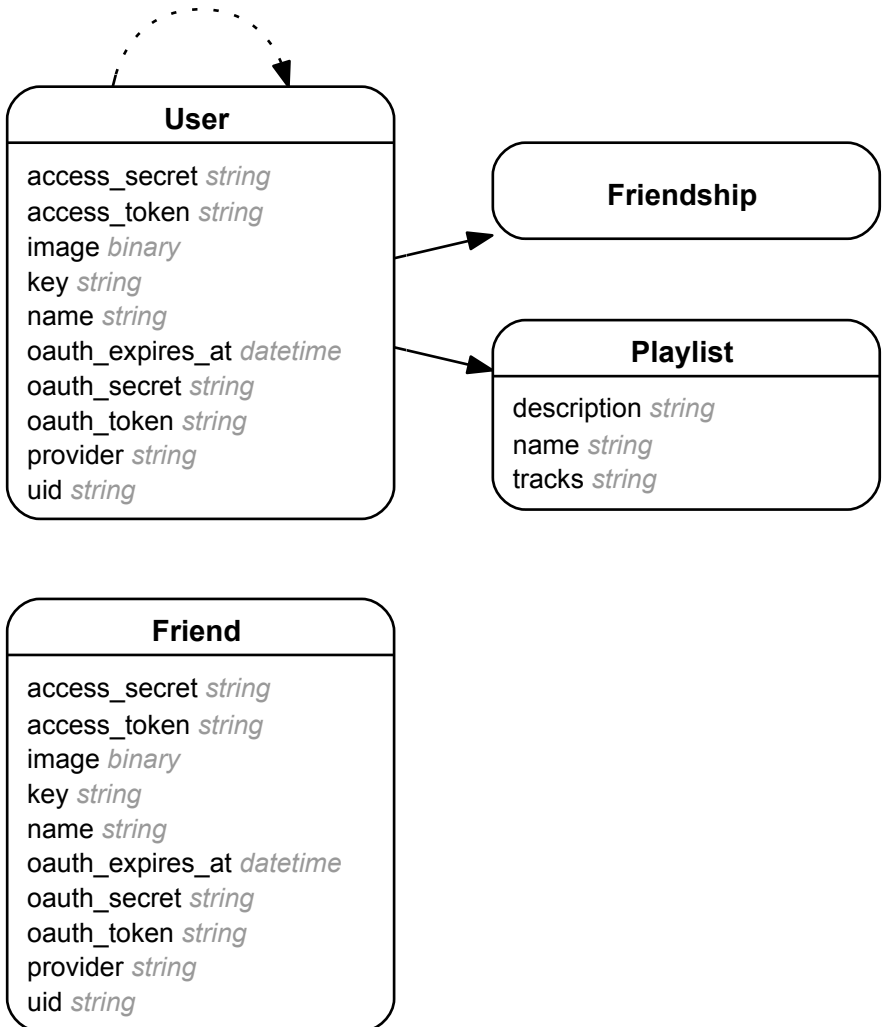 User
access_secret string
access_token string
image binary
key string
name string
oauth_expires_at datetime
oauth_secret string
oauth_token string
provider string
uid string
Friendship
Playlist
description string
name string
tracks string
Friend
access_secret string
access_token string
image binary
key string
name string
oauth_expires_at datetime
oauth_secret string
oauth_token string
provider string
uid string